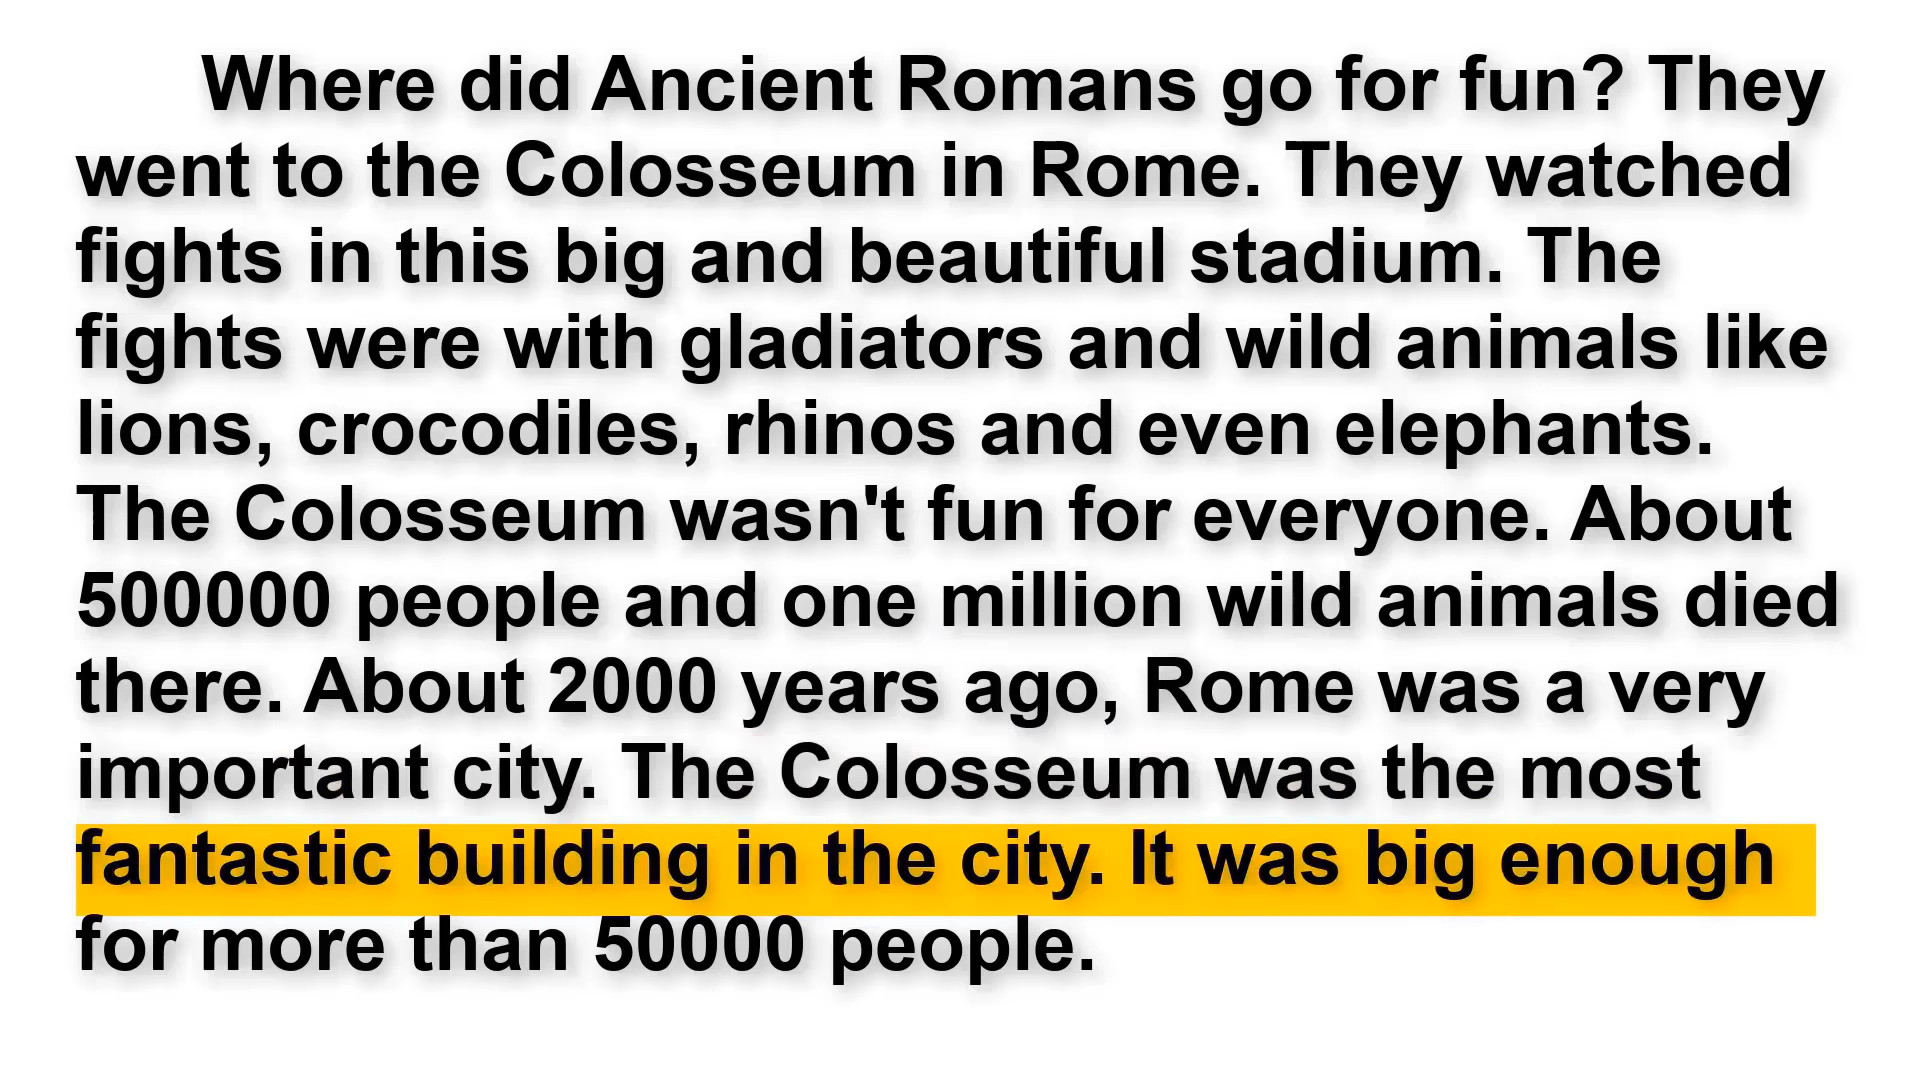 Where did Ancient Romans go for fun? They
went to the Colosseum in Rome. They watched
fights in this big and beautiful stadium. The
fights were with gladiators and wild animals like
lions, crocodiles, rhinos and even elephants.
The Colosseum wasn't fun for everyone. About
500000 people and one million wild animals died
there. About 2000 years ago, Rome was a very
important city. The Colosseum was the most
fantastic building in the city. It was big enough
for more than 50000 people.